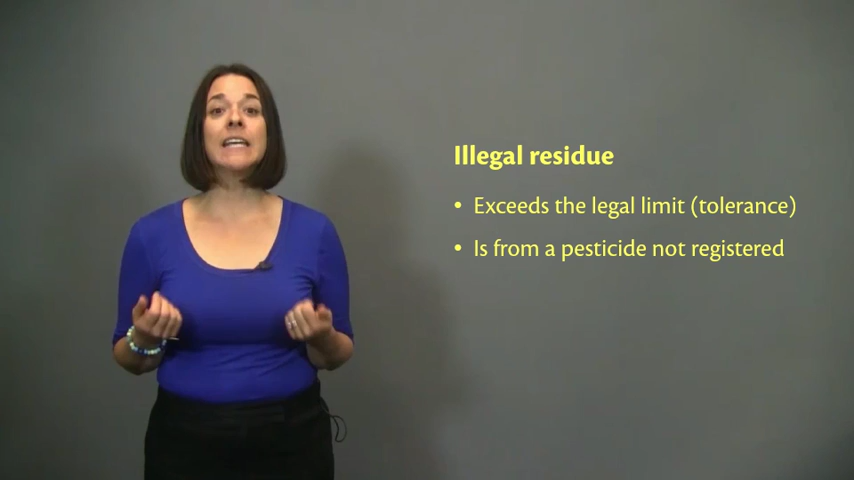 Illegal residue
• Exceeds the legal limit (tolerance)
• Is from a pesticide not registered